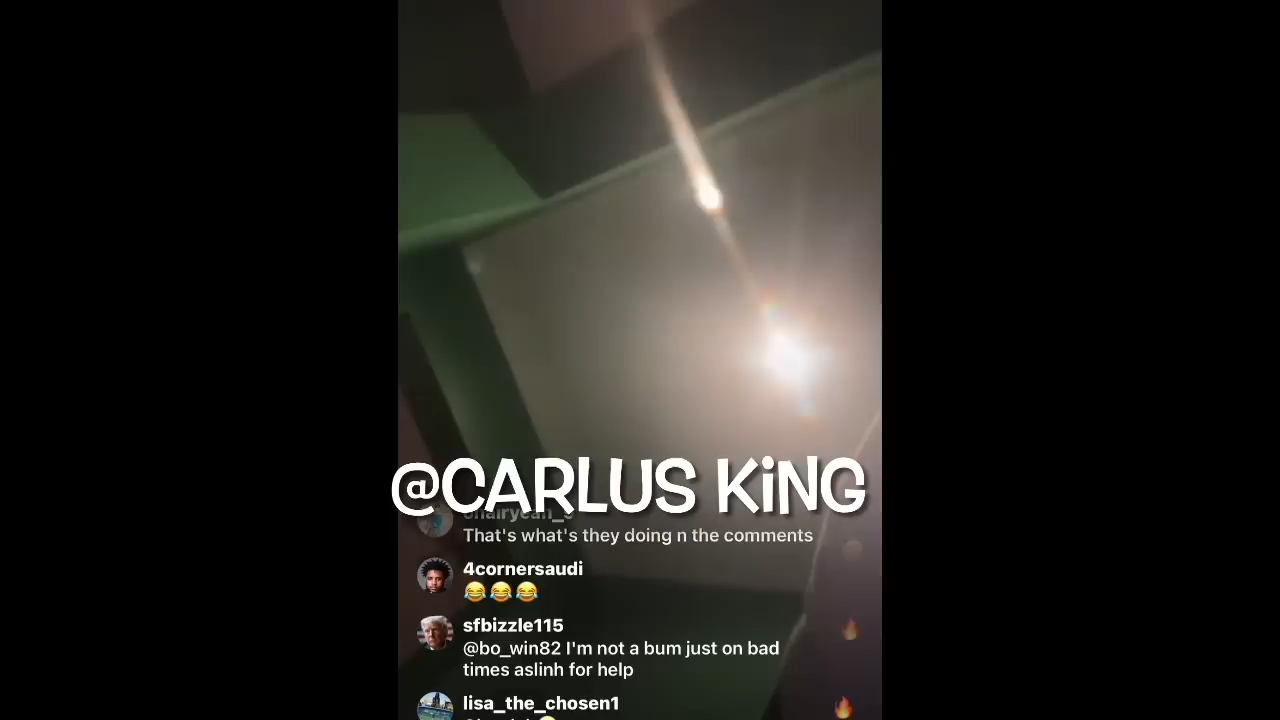 @CARLUS KiNG
That's what's they doing n the comments
4cornersaudi
😂😂😂
sfbizzle115
@bo_win82 I'm not a bum just on bad
times aslinh for help
lisa_the_chosen1